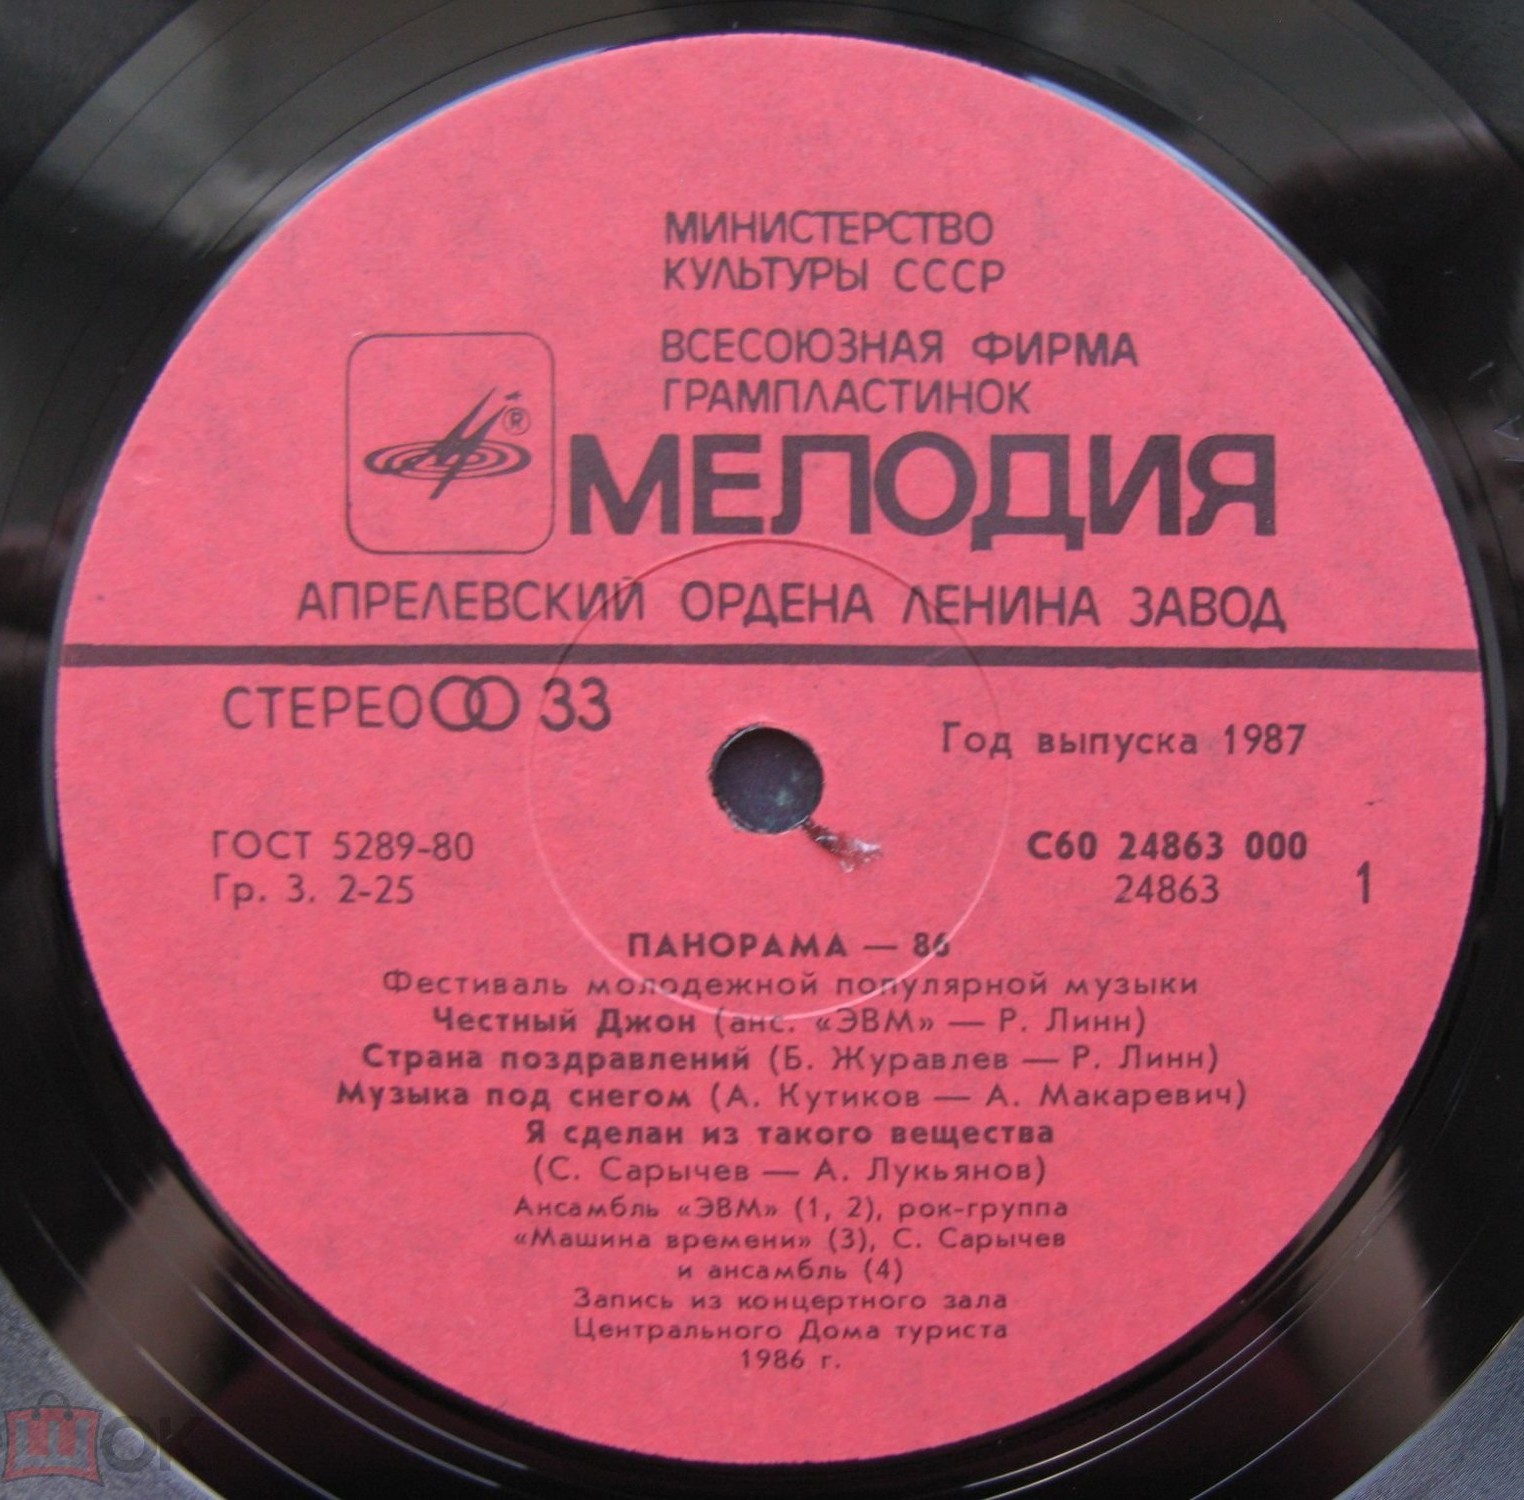 МИНИСТЕРСТВО
КУЛЬТУРЫ СССР
ВСЕСОЮЗНАЯ ФИРМА
ГРАМПЛАСТИНОК
®
МЕЛОДИЯ
АПРЕЛЕВСКИЙ ОРДЕНА ЛЕНИНА ЗАВОД
СТЕРЕО 33
Год выпуска 1987
ГОСТ 5289-80
Гр. 3. 2-25
С60 24863 000
24863
1
ПАНОРАМА — 86
Фестиваль молодежной популярной музыки
Честный Джон (анс. «ЭВМ» — Р. Линн)
Страна поздравлений (Б. Журавлев — Р. Линн)
Музыка под снегом (А. Кутиков — А. Макаревич)
Я сделан из такого вещества
(С. Сарычев — А. Лукьянов)
Ансамбль «ЭВМ» (1, 2), рок-группа
«Машина времени» (3), С. Сарычев
и ансамбль (4)
Запись из концертного зала
Центрального Дома туриста
1986 г.
ШОК